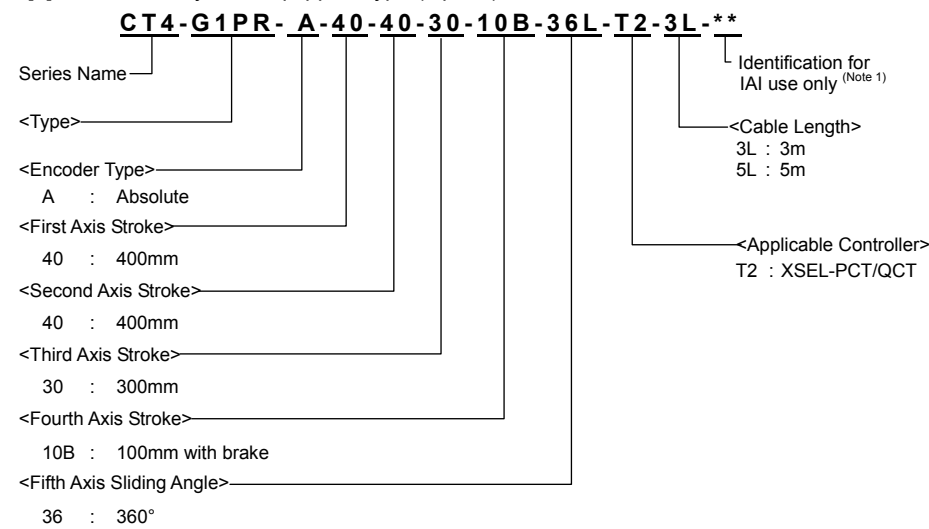 CT4-G1PR-A-40-40-30-10B-36L-T2-3L-**
Series Name
Identification for
IAI use only (Note 1)
<Type>
<Cable Length>
3L : 3m
5L : 5m
<Encoder Type>
A : Absolute
<First Axis Stroke>
40 : 400mm
<Applicable Controller>
T2 : XSEL-PCT/QCT
<Second Axis Stroke>
40 : 400mm
<Third Axis Stroke>
30 : 300mm
<Fourth Axis Stroke>
10B : 100mm with brake
<Fifth Axis Sliding Angle>
36 : 360°